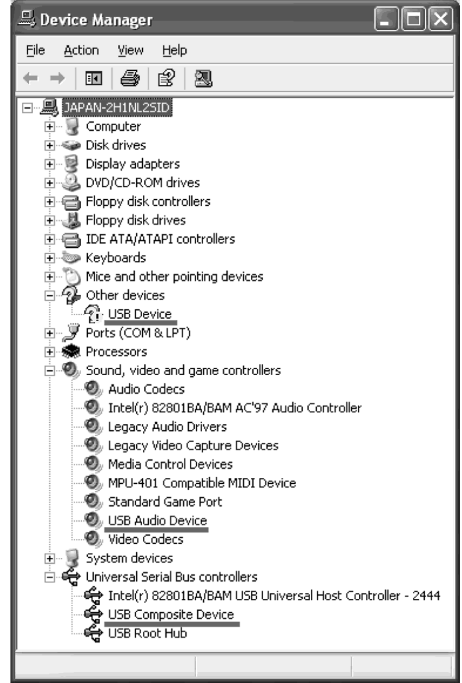 Device Manager
File Action View Help
JAPAN-2H1NL2SID
Computer
Disk drives
Display adapters
DVD/CD-ROM drives
Floppy disk controllers
Floppy disk drives
IDE ATA/ATAPI controllers
Keyboards
Mice and other pointing devices
Other devices
USB Device
Ports (COM & LPT)
Processors
Sound, video and game controllers
Audio Codecs
Intel(r) 82801BA/BAM AC'97 Audio Controller
Legacy Audio Drivers
Legacy Video Capture Devices
Media Control Devices
MPU-401 Compatible MIDI Device
Standard Game Port
USB Audio Device
Video Codecs
System devices
Universal Serial Bus controllers
Intel(r) 82801BA/BAM USB Universal Host Controller - 2444
USB Composite Device
USB Root Hub